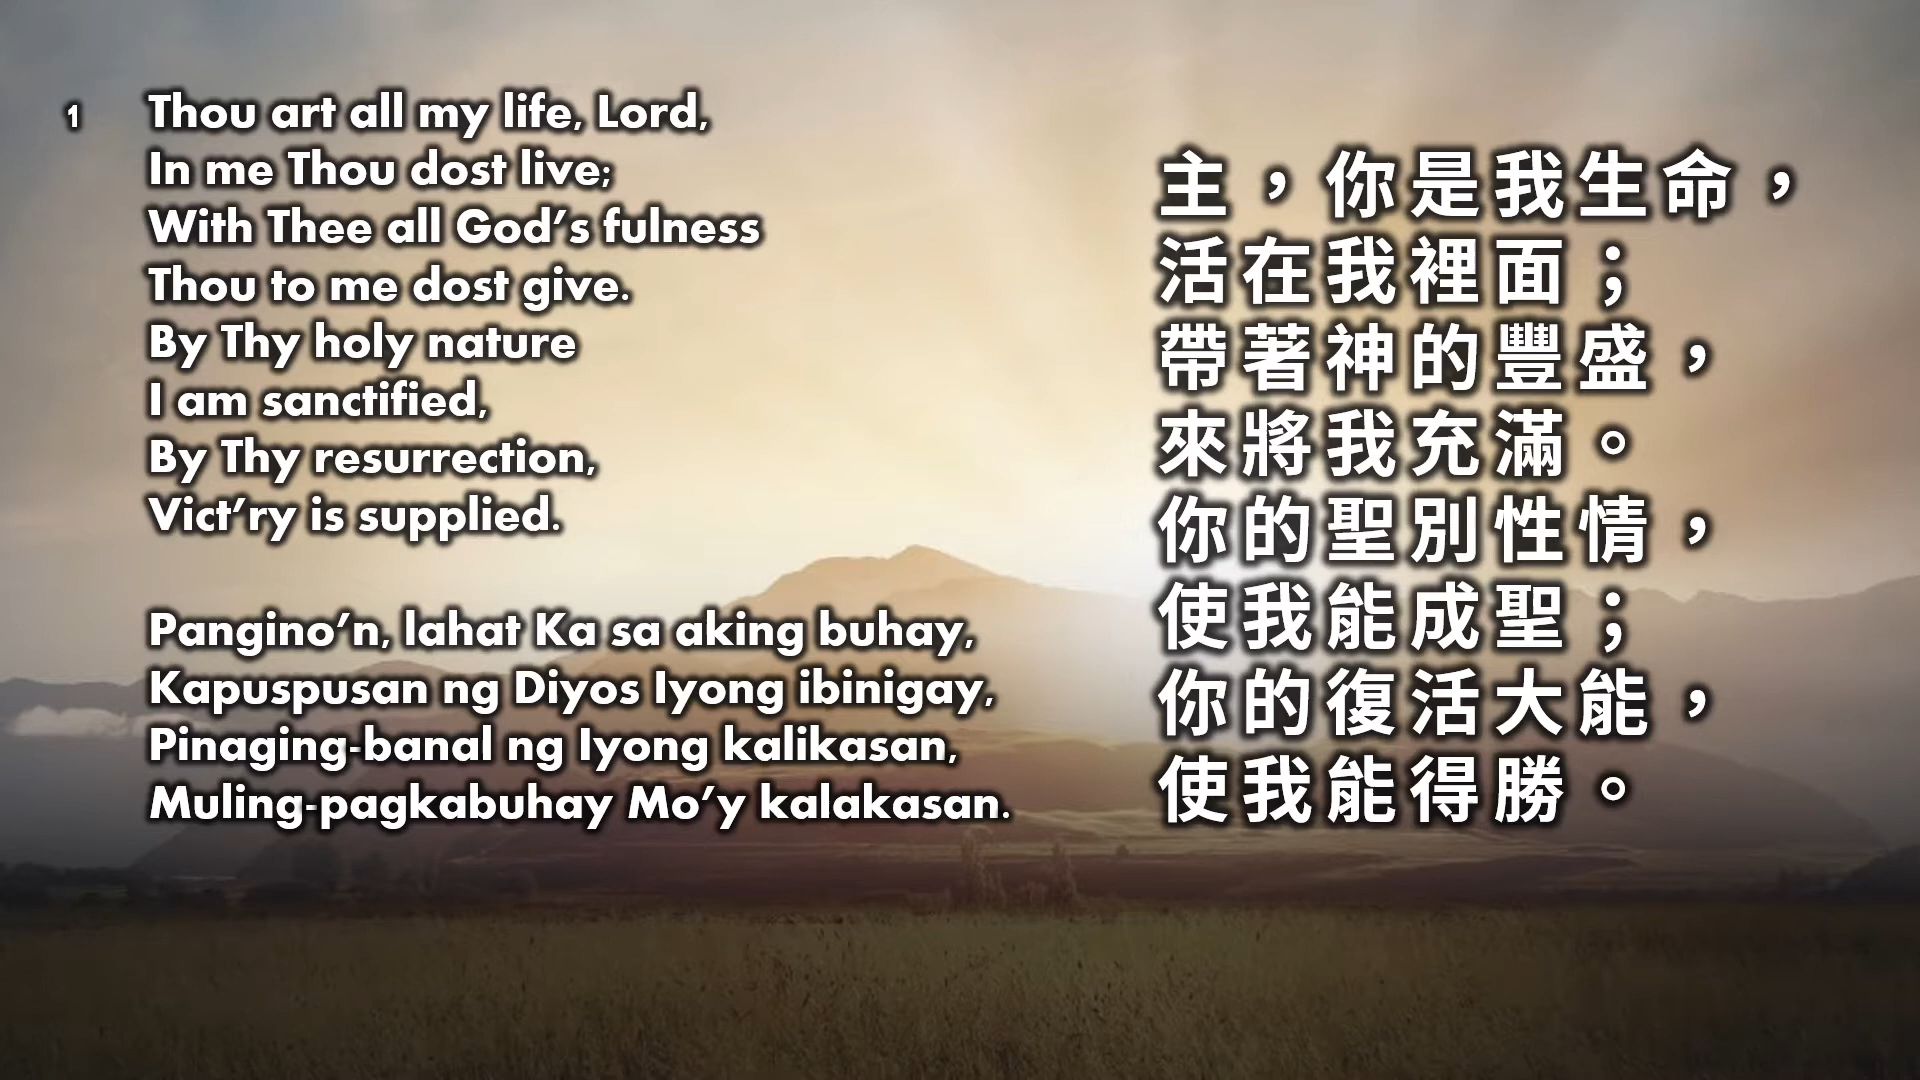 1 Thou art all my life, Lord,
In me Thou dost live;
With Thee all God's fulness
Thou to me dost give.
By Thy holy nature
I am sanctified,
By Thy resurrection,
Vict'ry is supplied.
Pangino'n, lahat Ka sa aking buhay,
Kapuspusan ng Diyos Iyong ibinigay,
Pinaging-banal ng Iyong kalikasan,
Muling-pagkabuhay Mo'y kalakasan.
主，你是我生命，
活在我裡面；
帶著神的豐盛，
來將我充滿。
你的聖別性情，
使我能成聖；
你的復活大能，
使我能得勝。